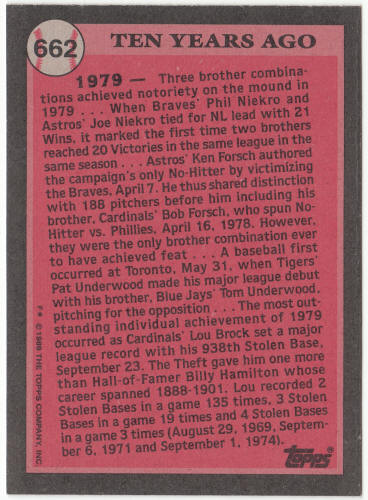 662
TEN YEARS AGO
1979 — Three brother combina-
tions achieved notoriety on the mound in
1979 . . . When Braves' Phil Niekro and
Astros' Joe Niekro tied for NL lead with 21
Wins, it marked the first time two brothers
reached 20 Victories in the same league in the
same season . . . Astros' Ken Forsch authored
the campaign's only No-Hitter by victimizing
the Braves, April 7. He thus shared distinction
with 188 pitchers before him including his
brother, Cardinals' Bob Forsch, who spun No-
Hitter vs. Phillies, April 16, 1978. However,
they were the only brother combination ever
to have achieved feat . . . A baseball first
occurred at Toronto, May 31, when Tigers'
Pat Underwood made his major league debut
with his brother, Blue Jays' Tom Underwood,
pitching for the opposition . . . The most out-
standing individual achievement of 1979
occurred as Cardinals' Lou Brock set a major
league record with his 938th Stolen Base,
September 23. The Theft gave him one more
than Hall-of-Famer Billy Hamilton whose
career spanned 1888-1901. Lou recorded 2
Stolen Bases in a game 135 times, 3 Stolen
Bases in a game 19 times and 4 Stolen Bases
in a game 3 times (August 29, 1969, Septem-
ber 6, 1971 and September 1, 1974).
F* © 1989 THE TOPPS COMPANY, INC.
TOPPS